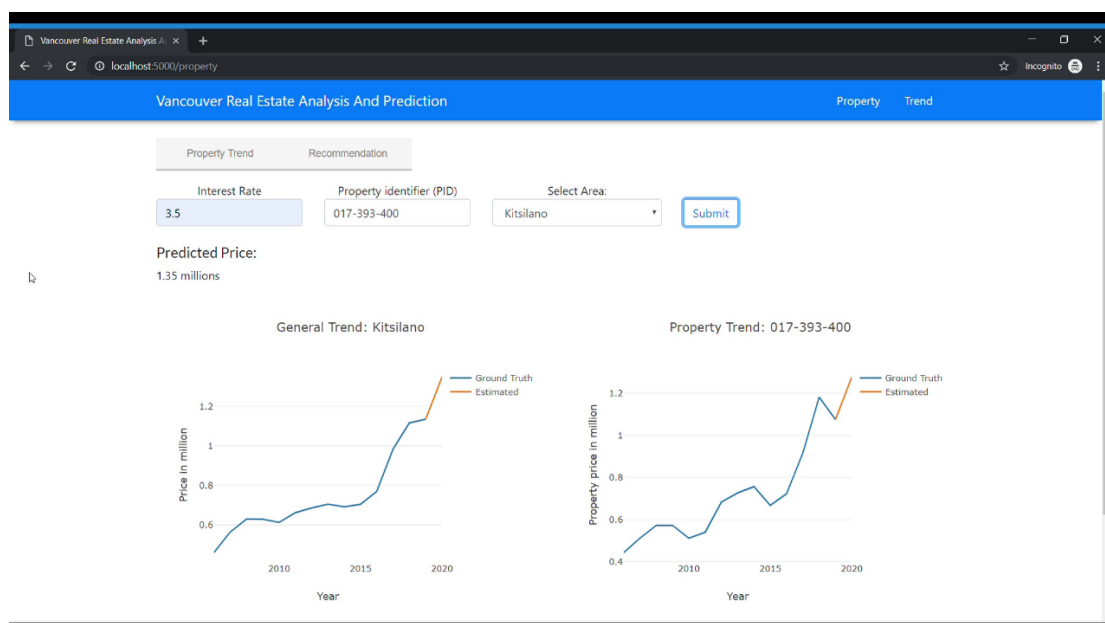 Vancouver Real Estate Analysis A
localhost:5000/property
Incognito
Vancouver Real Estate Analysis And Prediction
Property Trend
Property Trend
Recommendation
Interest Rate
Property identifier (PID)
Select Area:
3.5
017-393-400
Kitsilano
Submit
Predicted Price:
1.35 millions
General Trend: Kitsilano
Ground Truth
Estimated
1.2
1
0.8
0.6
Price in million
2010 2015 2020
Year
Property Trend: 017-393-400
Ground Truth
Estimated
1.2
1
0.8
0.6
0.4
Property price in million
2010 2015 2020
Year